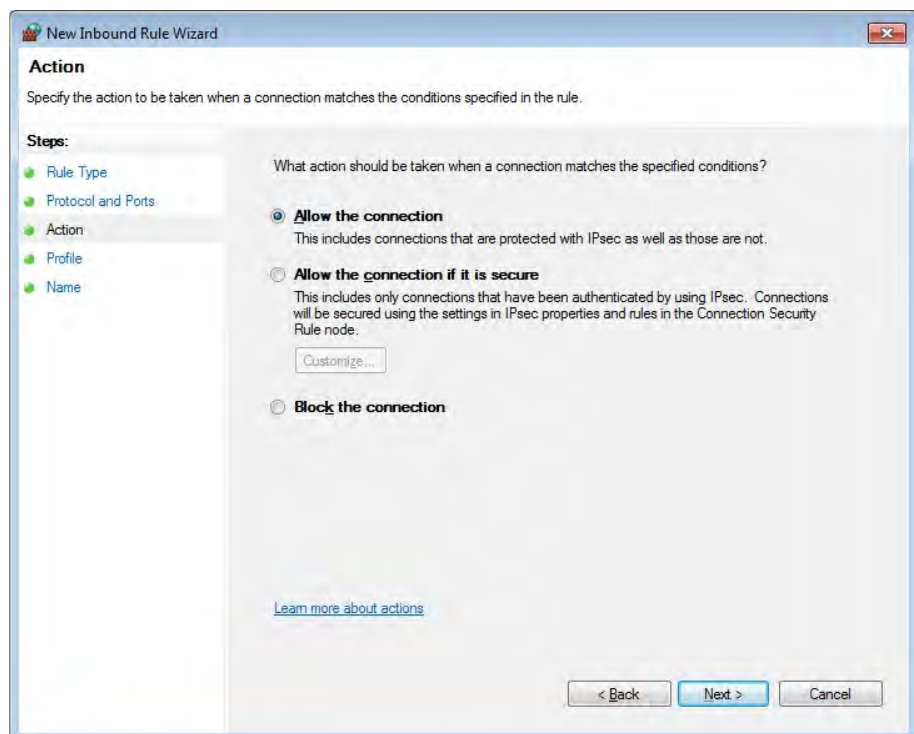 New Inbound Rule Wizard
Action
Specify the action to be taken when a connection matches the conditions specified in the rule.
Steps:
Rule Type
Protocol and Ports
Action
Profile
Name
What action should be taken when a connection matches the specified conditions?
Allow the connection
This includes connections that are protected with IPsec as well as those are not.
Allow the connection if it is secure
This includes only connections that have been authenticated by using IPsec. Connections
will be secured using the settings in IPsec properties and rules in the Connection Security
Rule node.
Customize...
Block the connection
Learn more about actions
< Back
Next >
Cancel